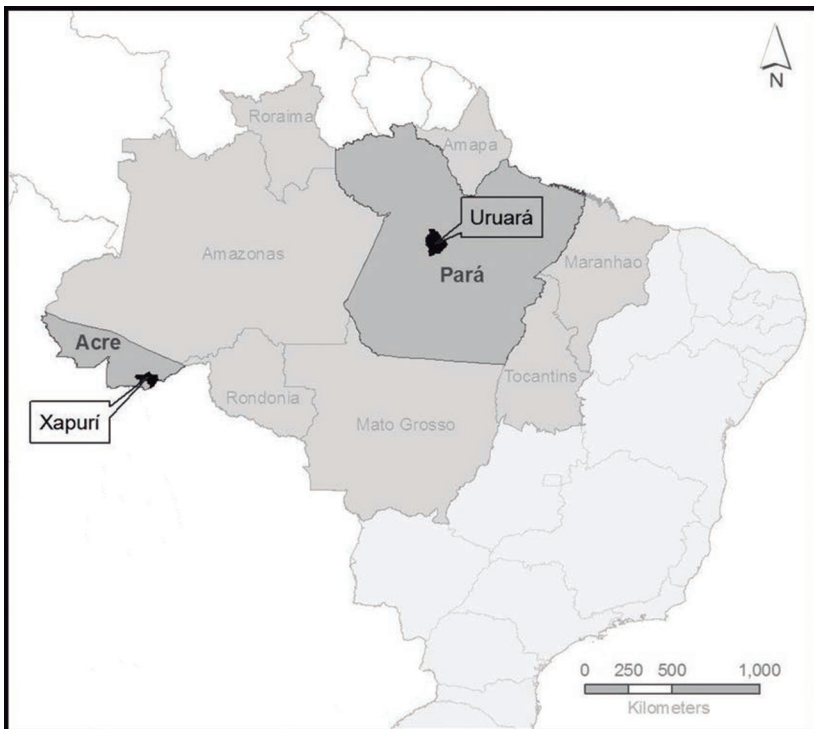 N
Roraima
Amapa
Uruará
Amazonas
Pará
Maranhao
Acre
Tocantins
Xapurí
Rondonia
Mato Grosso
0 250 500 1,000
Kilometers